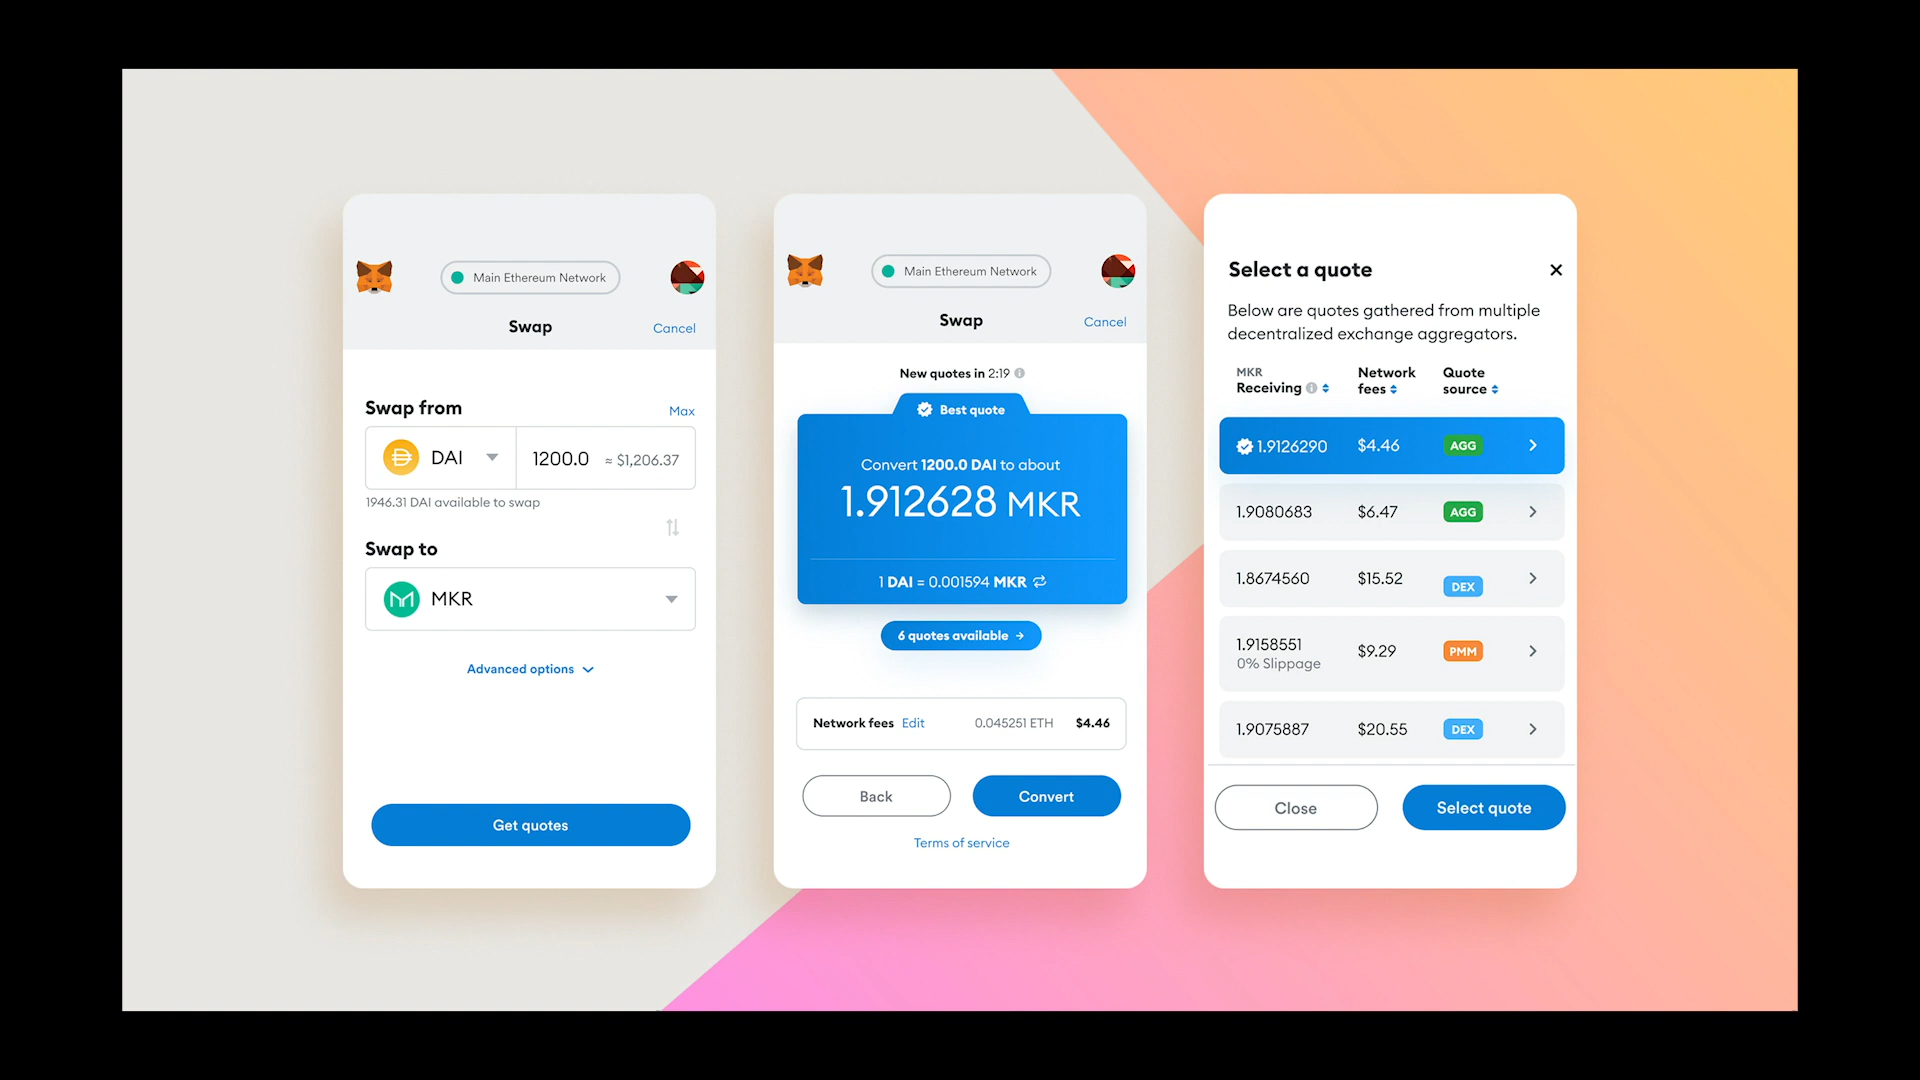 Main Ethereum Network
Swap
Cancel
Swap from
Max
DAI
1200.0
≈ $1,206.37
1946.31 DAI available to swap
Swap to
MKR
Advanced options
Get quotes
Main Ethereum Network
Swap
Cancel
New quotes in 2:19
Best quote
Convert 1200.0 DAI to about
1.912628 MKR
1 DAI = 0.001594 MKR
6 quotes available →
Network fees Edit 0.045251 ETH $4.46
Back
Convert
Terms of service
Select a quote
Below are quotes gathered from multiple
decentralized exchange aggregators.
MKR
Receiving
Network
fees
Quote
source
1.9126290 $4.46 AGG
1.9080683 $6.47 AGG
1.8674560 $15.52 DEX
1.9158551 $9.29 PMM
0% Slippage
1.9075887 $20.55 DEX
Close
Select quote